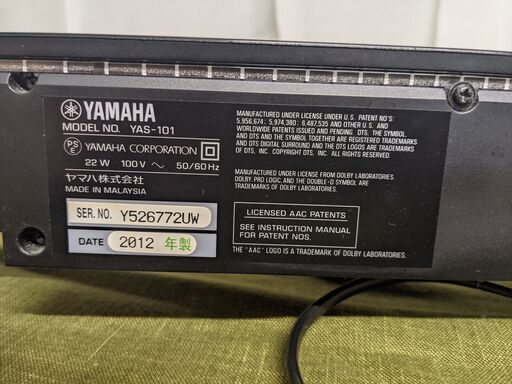 YAMAHA
MODEL NO. YAS-101
PS E YAMAHA CORPORATION
22 W 100 V ~ 50/60 Hz
ヤマハ株式会社
MADE IN MALAYSIA
SER. NO. Y526772UW
DATE 2012 年製
MANUFACTURED UNDER LICENSE UNDER U.S. PATENT NO'S:
5,956,674; 5,974,380; 6,487,535 AND OTHER U.S. AND
WORLDWIDE PATENTS ISSUED AND PENDING. DTS, THE SYMBOL,
AND DTS AND THE SYMBOL TOGETHER ARE REGISTERED TRADEMARKS
AND DTS DIGITAL SURROUND AND THE DTS LOGOS ARE TRADEMARKS
OF DTS, INC. COPYRIGHT DTS, INC. ALL RIGHTS RESERVED.
MANUFACTURED UNDER LICENSE FROM DOLBY LABORATORIES.
DOLBY, PRO LOGIC, AND THE DOUBLE-D SYMBOL ARE
TRADEMARKS OF DOLBY LABORATORIES.
LICENSED AAC PATENTS
SEE INSTRUCTION MANUAL
FOR PATENT NOS.
THE "AAC" LOGO IS A TRADEMARK OF DOLBY LABORATORIES.